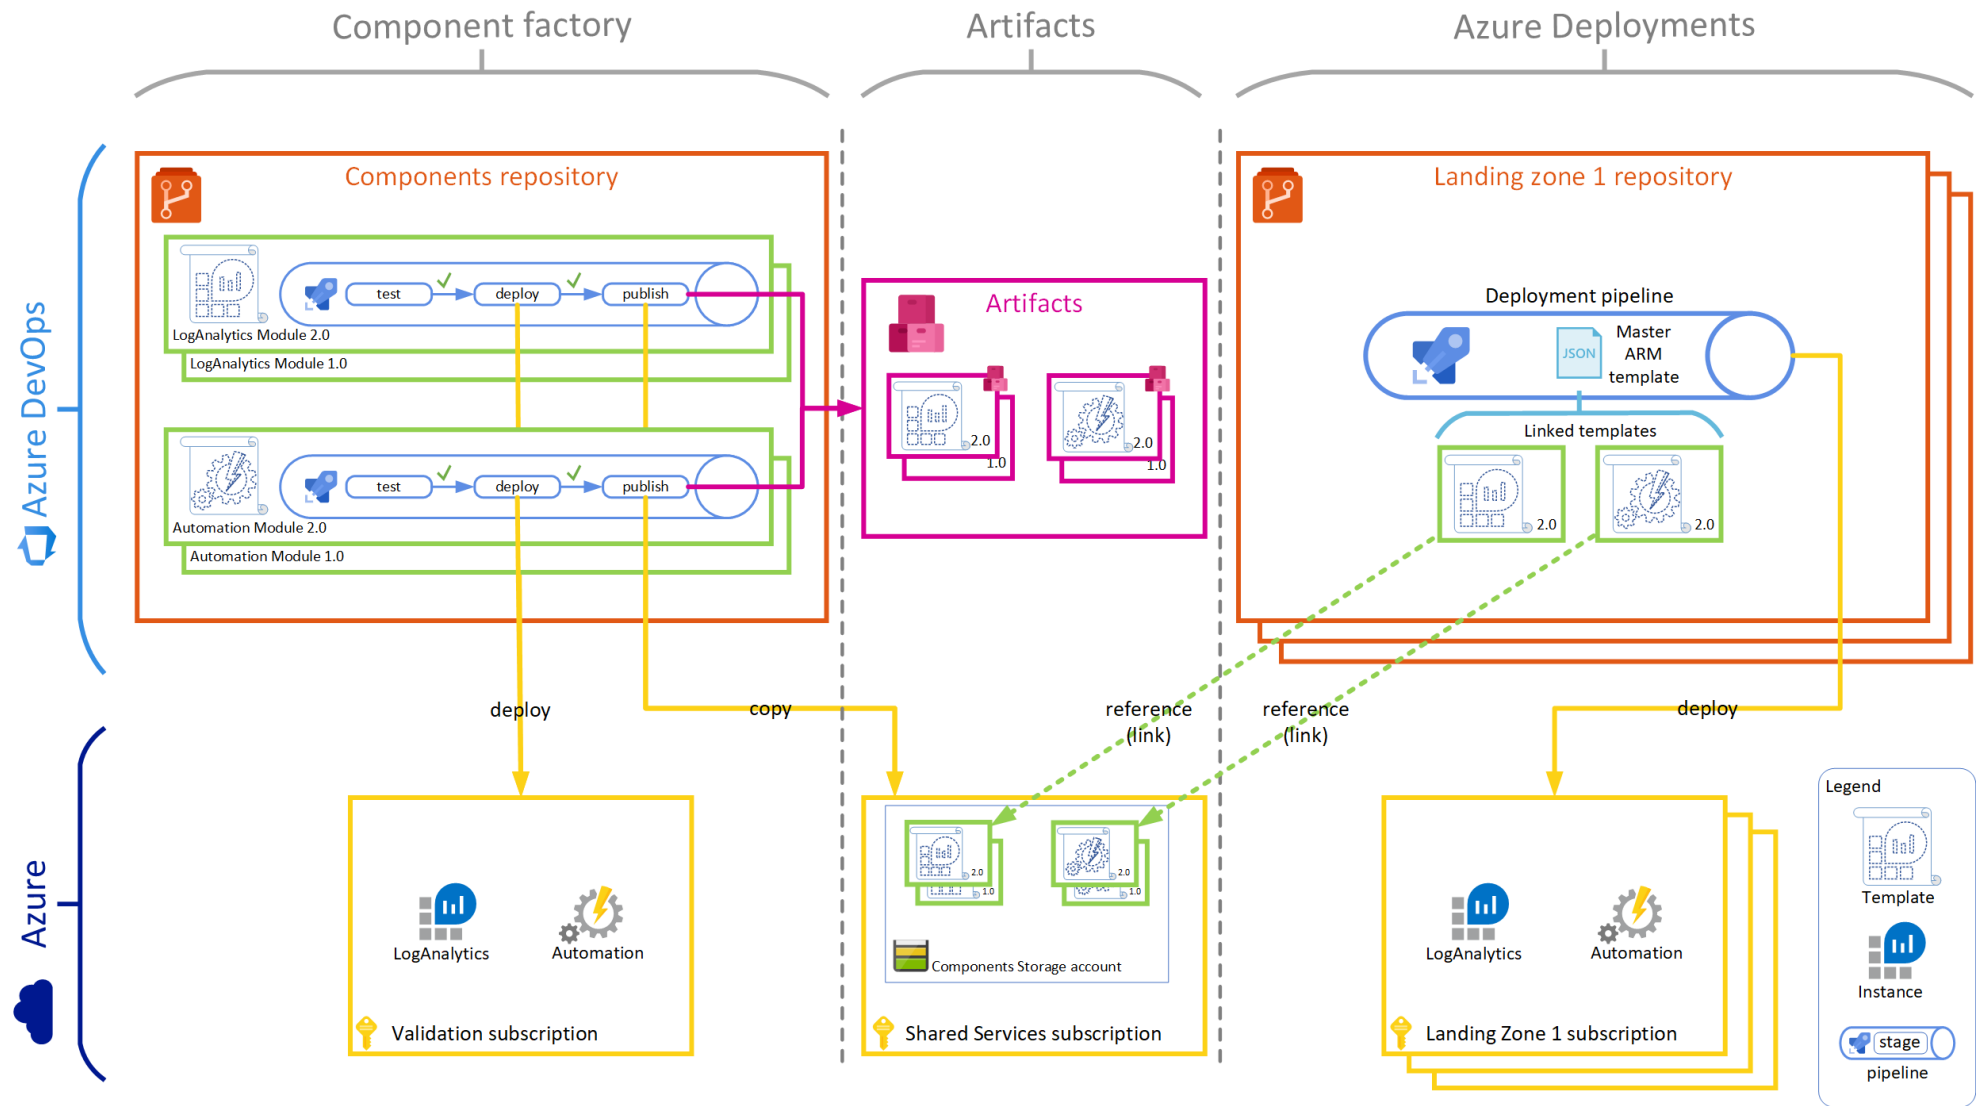 Component factory
Artifacts
Azure Deployments
Azure DevOps
Components repository
test
deploy
publish
LogAnalytics Module 2.0
LogAnalytics Module 1.0
test
deploy
publish
Automation Module 2.0
Automation Module 1.0
Artifacts
2.0
1.0
2.0
1.0
Landing zone 1 repository
Deployment pipeline
JSON
Master
ARM
template
Linked templates
2.0
2.0
deploy
copy
reference
(link)
reference
(link)
deploy
Azure
LogAnalytics
Automation
Validation subscription
2.0
1.0
2.0
1.0
Components Storage account
Shared Services subscription
LogAnalytics
Automation
Landing Zone 1 subscription
Legend
Template
Instance
stage
pipeline